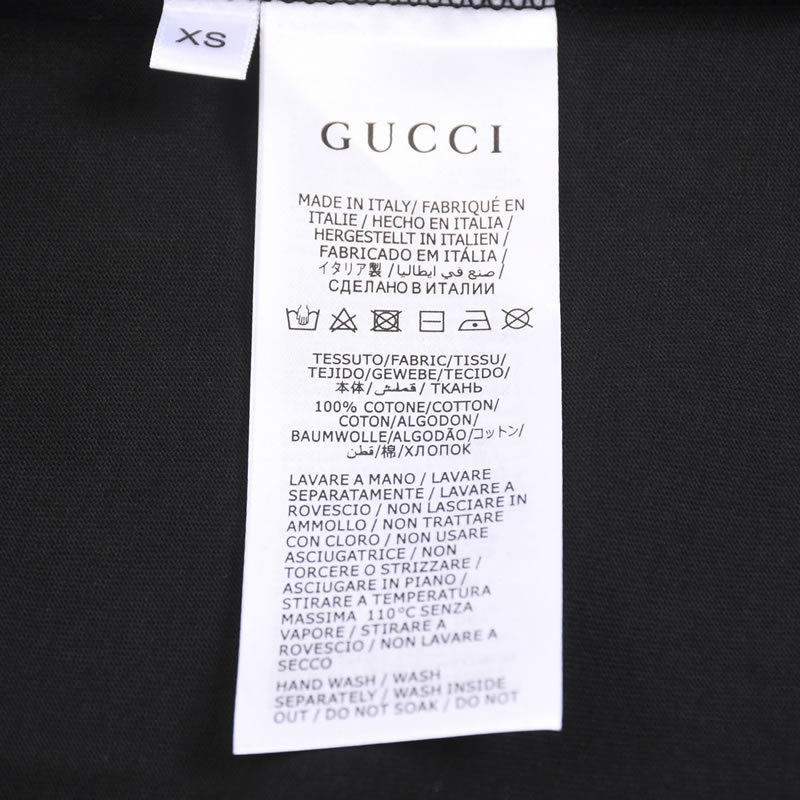 XS
GUCCI
MADE IN ITALY/ FABRIQUÉ EN
ITALIE / HECHO EN ITALIA /
HERGESTELLT IN ITALIEN /
FABRICADO EM ITÁLIA /
イタリア製 / صنع في ايطاليا /
СДЕЛАНО В ИТАЛИИ
TESSUTO/FABRIC/TISSU/
TEJIDO/GEWEBE/TECIDO/
本体/قملش/ ТКАНЬ
100% COTONE/COTTON/
COTON/ALGODON/
BAUMWOLLE/ALGODÃO/コットン/
قطن/棉/ХЛОПОК
LAVARE A MANO / LAVARE
SEPARATAMENTE / LAVARE A
ROVESCIO / NON LASCIARE IN
AMMOLLO / NON TRATTARE
CON CLORO / NON USARE
ASCIUGATRICE / NON
TORCERE O STRIZZARE /
ASCIUGARE IN PIANO /
STIRARE A TEMPERATURA
MASSIMA 110°C SENZA
VAPORE / STIRARE A
ROVESCIO / NON LAVARE A
SECCO
HAND WASH / WASH
SEPARATELY / WASH INSIDE
OUT / DO NOT SOAK / DO NOT